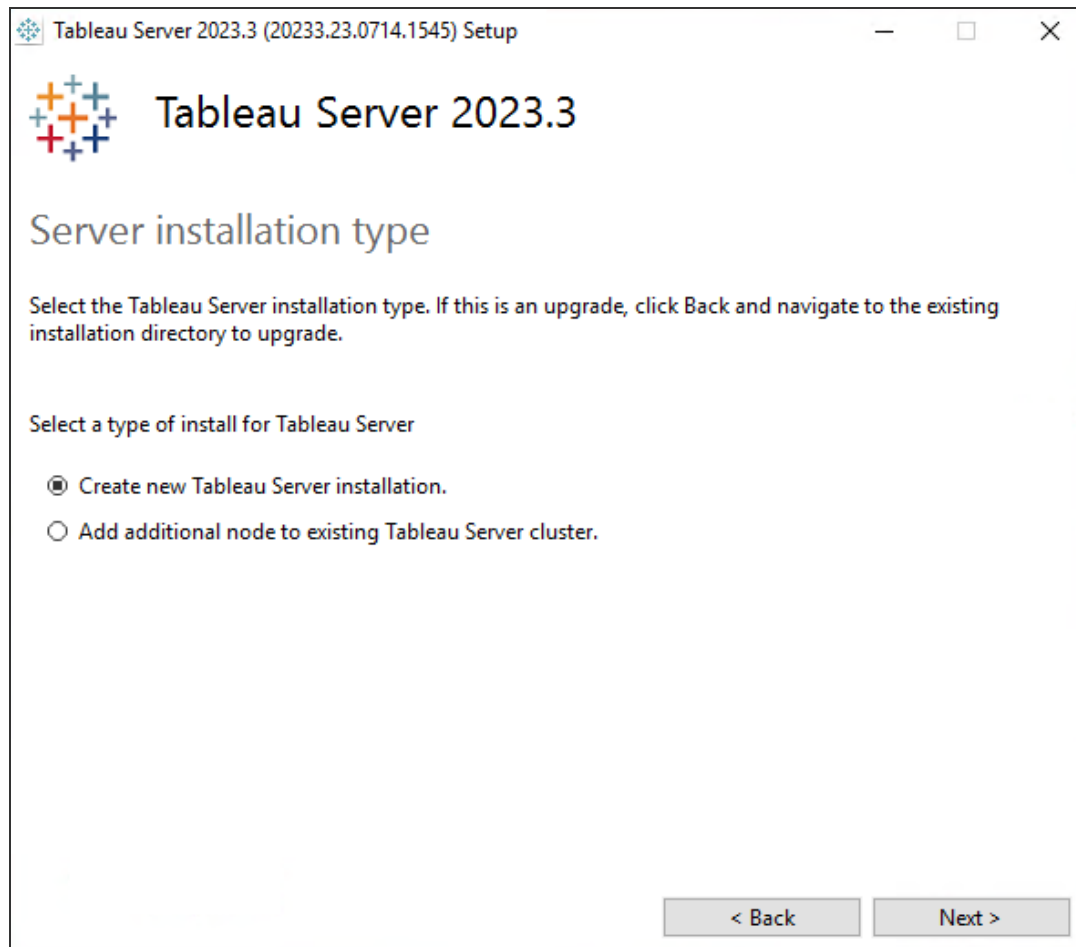 Tableau Server 2023.3 (20233.23.0714.1545) Setup
Tableau Server 2023.3
Server installation type
Select the Tableau Server installation type. If this is an upgrade, click Back and navigate to the existing
installation directory to upgrade.
Select a type of install for Tableau Server
Create new Tableau Server installation.
Add additional node to existing Tableau Server cluster.
< Back
Next >